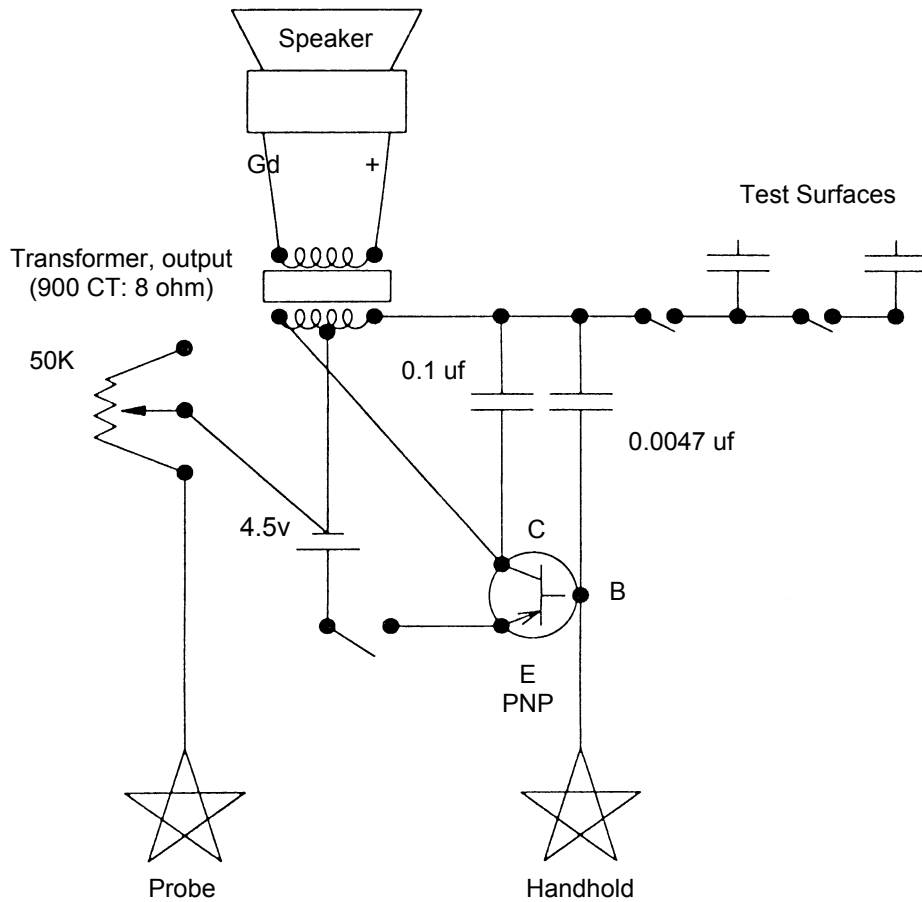 Speaker
Gd +
Test Surfaces
Transformer, output
(900 CT: 8 ohm)
50K
0.1 uf
0.0047 uf
4.5v
C
B
E
PNP
Probe
Handhold